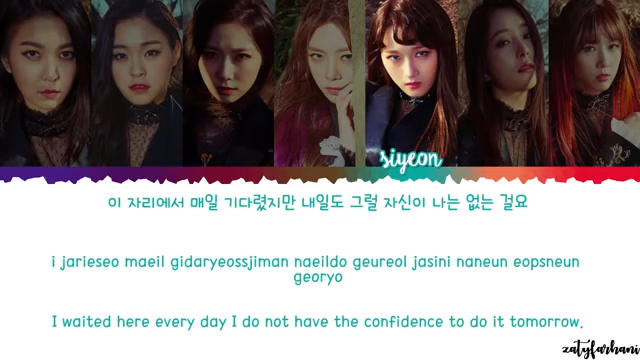 siyeon
이 자리에서 매일 기다렸지만 내일도 그럴 자신이 나는 없는 걸요
i jarieseo maeil gidaryeossjiman naeildo geureol jasini naneun eopsneun
georyo
I waited here every day I do not have the confidence to do it tomorrow.
zatyfarhani